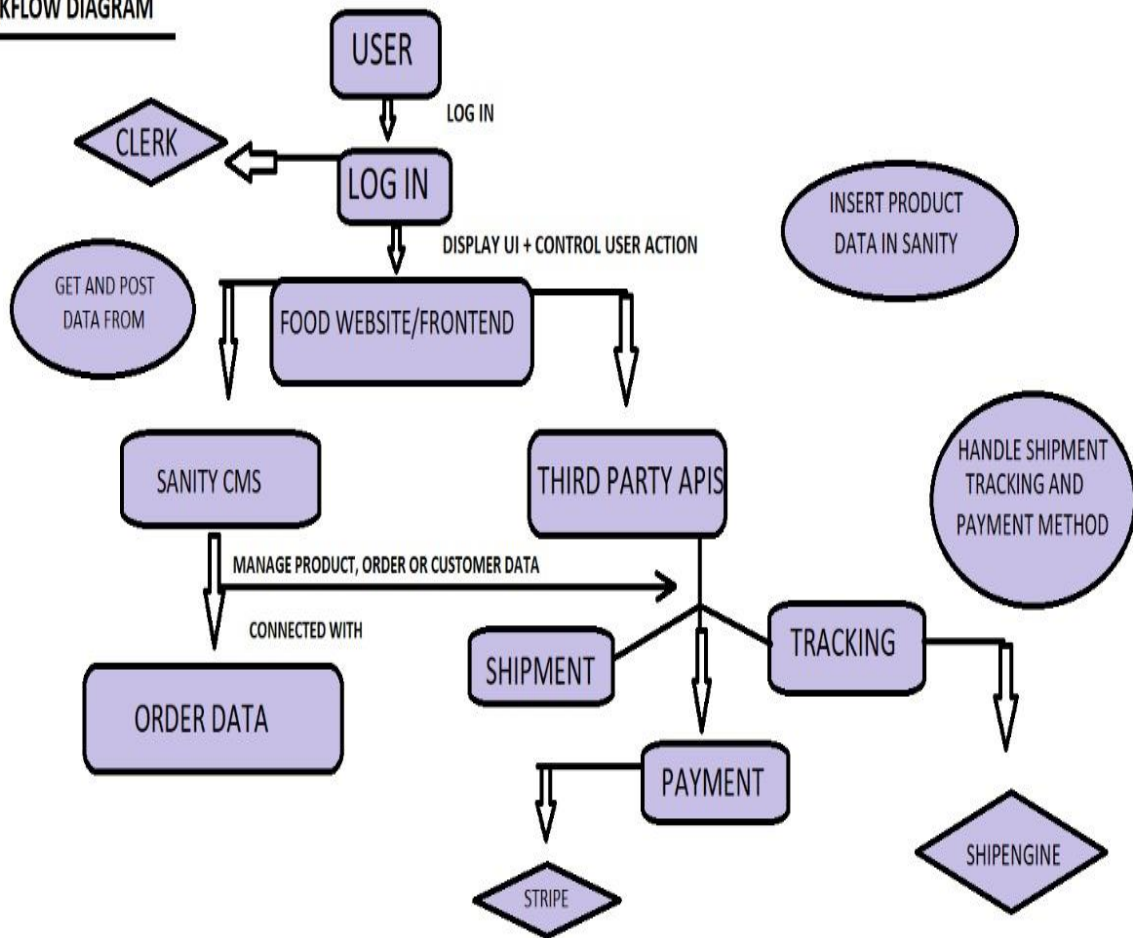 KFLOW DIAGRAM
USER
LOG IN
CLERK
LOG IN
INSERT PRODUCT
DATA IN SANITY
DISPLAY UI + CONTROL USER ACTION
GET AND POST
DATA FROM
FOOD WEBSITE/FRONTEND
SANITY CMS
THIRD PARTY APIS
HANDLE SHIPMENT
TRACKING AND
PAYMENT METHOD
MANAGE PRODUCT, ORDER OR CUSTOMER DATA
CONNECTED WITH
SHIPMENT
TRACKING
ORDER DATA
PAYMENT
STRIPE
SHIPENGINE